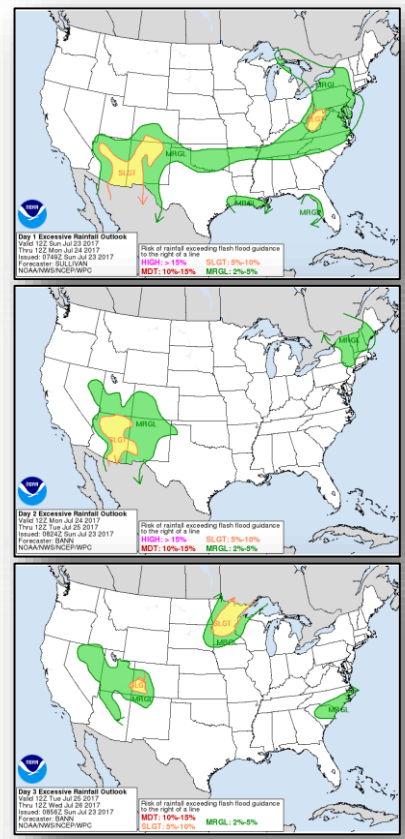 MRGL
SLGT
MRGL
SLGT
MRGL
MRGL
Day 1 Excessive Rainfall Outlook
Valid 12Z Sun Jul 23 2017
Thru 12Z Mon Jul 24 2017
Issued: 0749Z Sun Jul 23 2017
Forecaster: SULLIVAN
NOAA/NWS/NCEP/WPC
Risk of rainfall exceeding flash flood guidance
to the right of a line
HIGH: > 15% SLGT: 5%-10%
MDT: 10%-15% MRGL: 2%-5%
MRGL
MRGL
SLGT
Day 2 Excessive Rainfall Outlook
Valid 12Z Mon Jul 24 2017
Thru 12Z Tue Jul 25 2017
Issued: 0824Z Sun Jul 23 2017
Forecaster: BANN
NOAA/NWS/NCEP/WPC
Risk of rainfall exceeding flash flood guidance
to the right of a line
HIGH: > 15% SLGT: 5%-10%
MDT: 10%-15% MRGL: 2%-5%
SLGT
MRGL
SLGT
MRGL
MRGL
Day 3 Excessive Rainfall Outlook
Valid 12Z Tue Jul 25 2017
Thru 12Z Wed Jul 26 2017
Issued: 0856Z Sun Jul 23 2017
Forecaster: BANN
NOAA/NWS/NCEP/WPC
Risk of rainfall exceeding flash flood guidance
to the right of a line
MDT: 10%-15% MRGL: 2%-5%
SLGT: 5%-10%